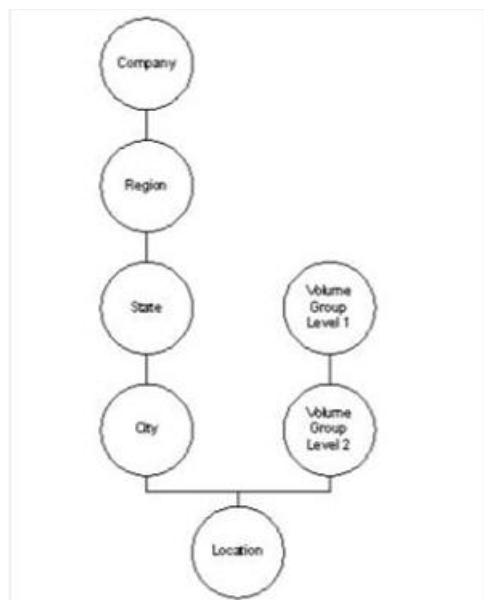 Company
Region
State
Volume
Group
Level 1
City
Volume
Group
Level 2
Location